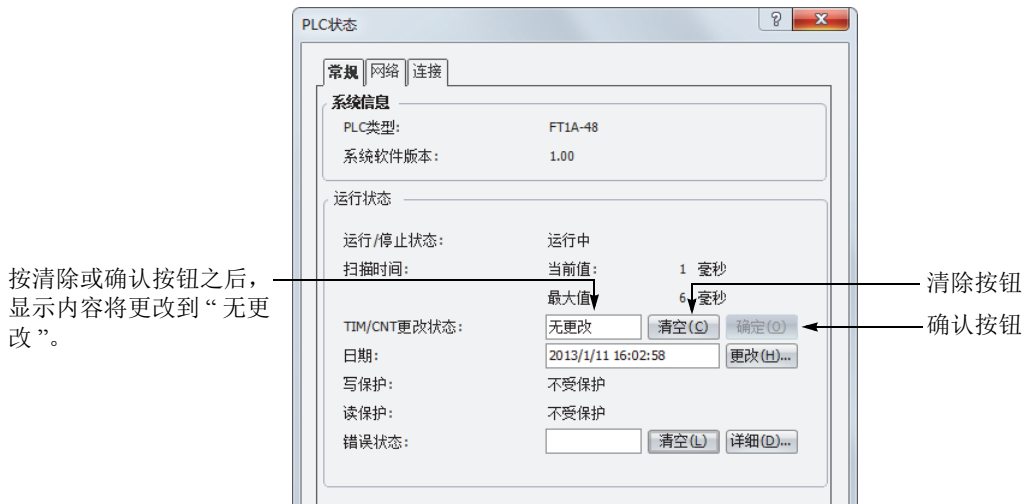 PLC状态
常规 网络 连接
系统信息
PLC类型: FT1A-48
系统软件版本: 1.00
运行状态
运行/停止状态: 运行中
扫描时间: 当前值: 1 毫秒
最大值 6 毫秒
TIM/CNT更改状态: 无更改 清空(C) 确定(O)
日期: 2013/1/11 16:02:58 更改(H)...
写保护: 不受保护
读保护: 不受保护
错误状态: 清空(L) 详细(D)...
按清除或确认按钮之后，
显示内容将更改到“无更
改”。
清除按钮
确认按钮